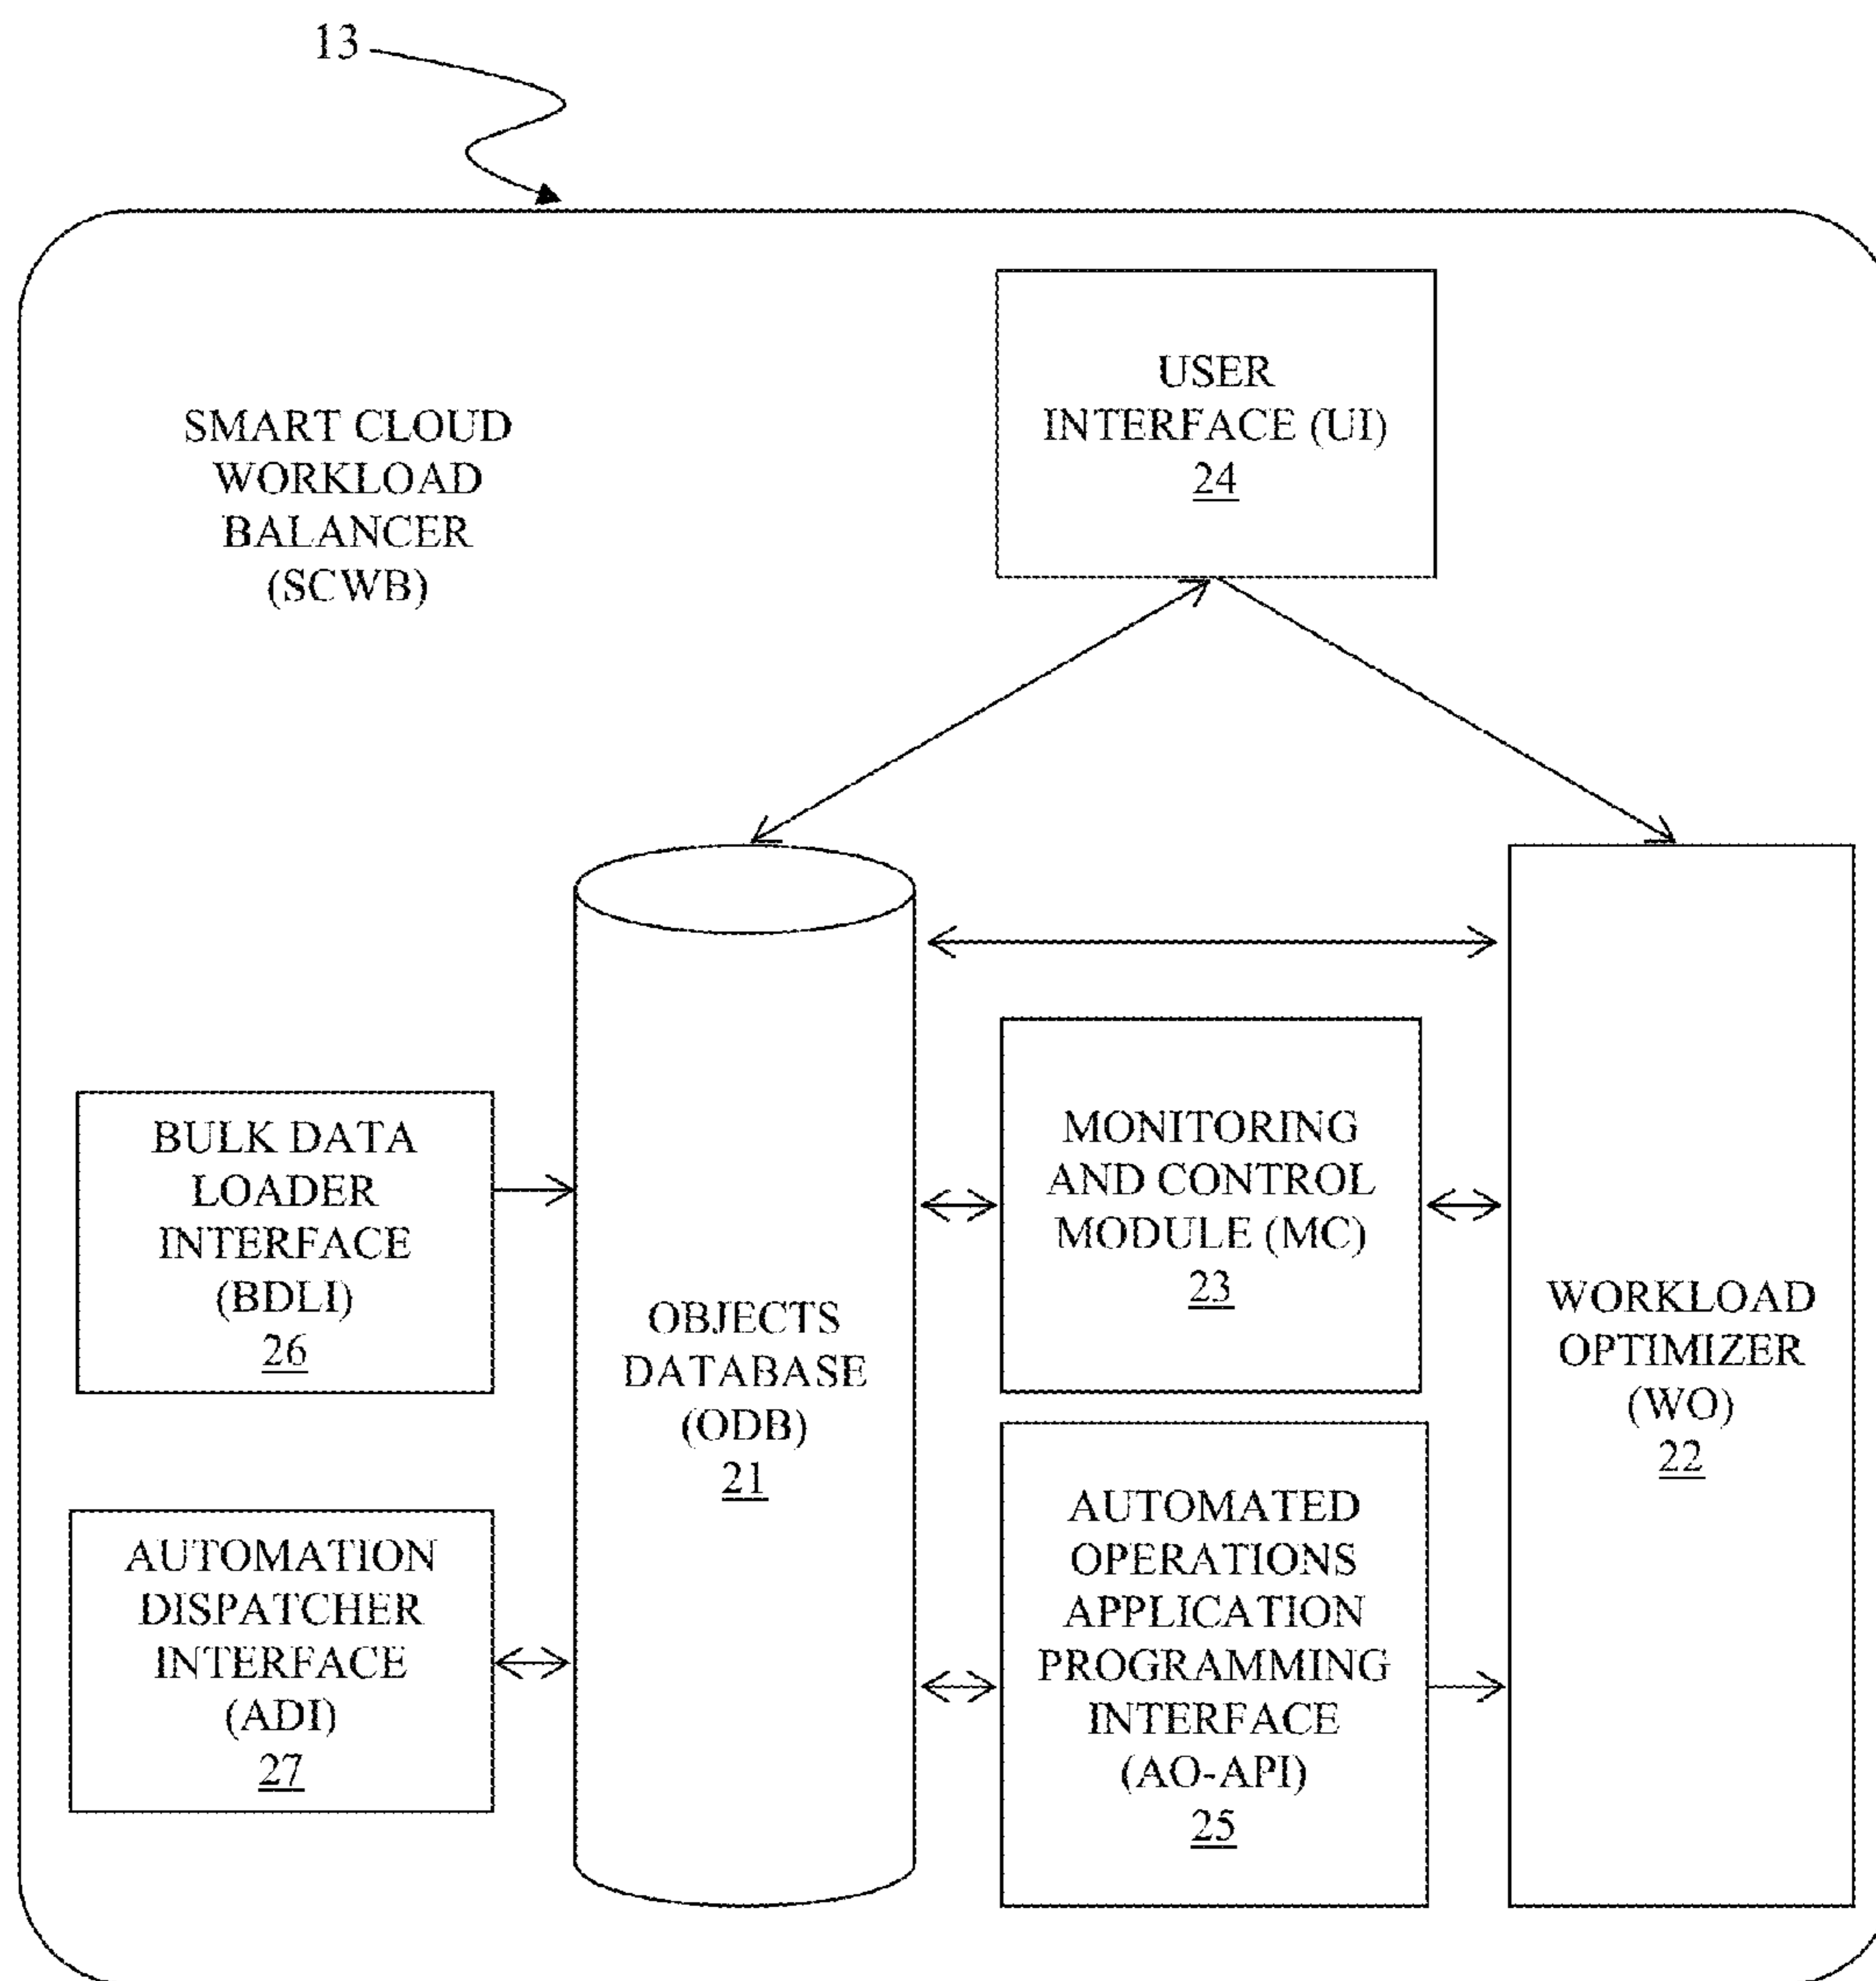 13
SMART CLOUD
WORKLOAD
BALANCER
(SCWB)
USER
INTERFACE (UI)
24
BULK DATA
LOADER
INTERFACE
(BDLI)
26
AUTOMATION
DISPATCHER
INTERFACE
(ADI)
27
OBJECTS
DATABASE
(ODB)
21
MONITORING
AND CONTROL
MODULE (MC)
23
AUTOMATED
OPERATIONS
APPLICATION
PROGRAMMING
INTERFACE
(AO-API)
25
WORKLOAD
OPTIMIZER
(WO)
22